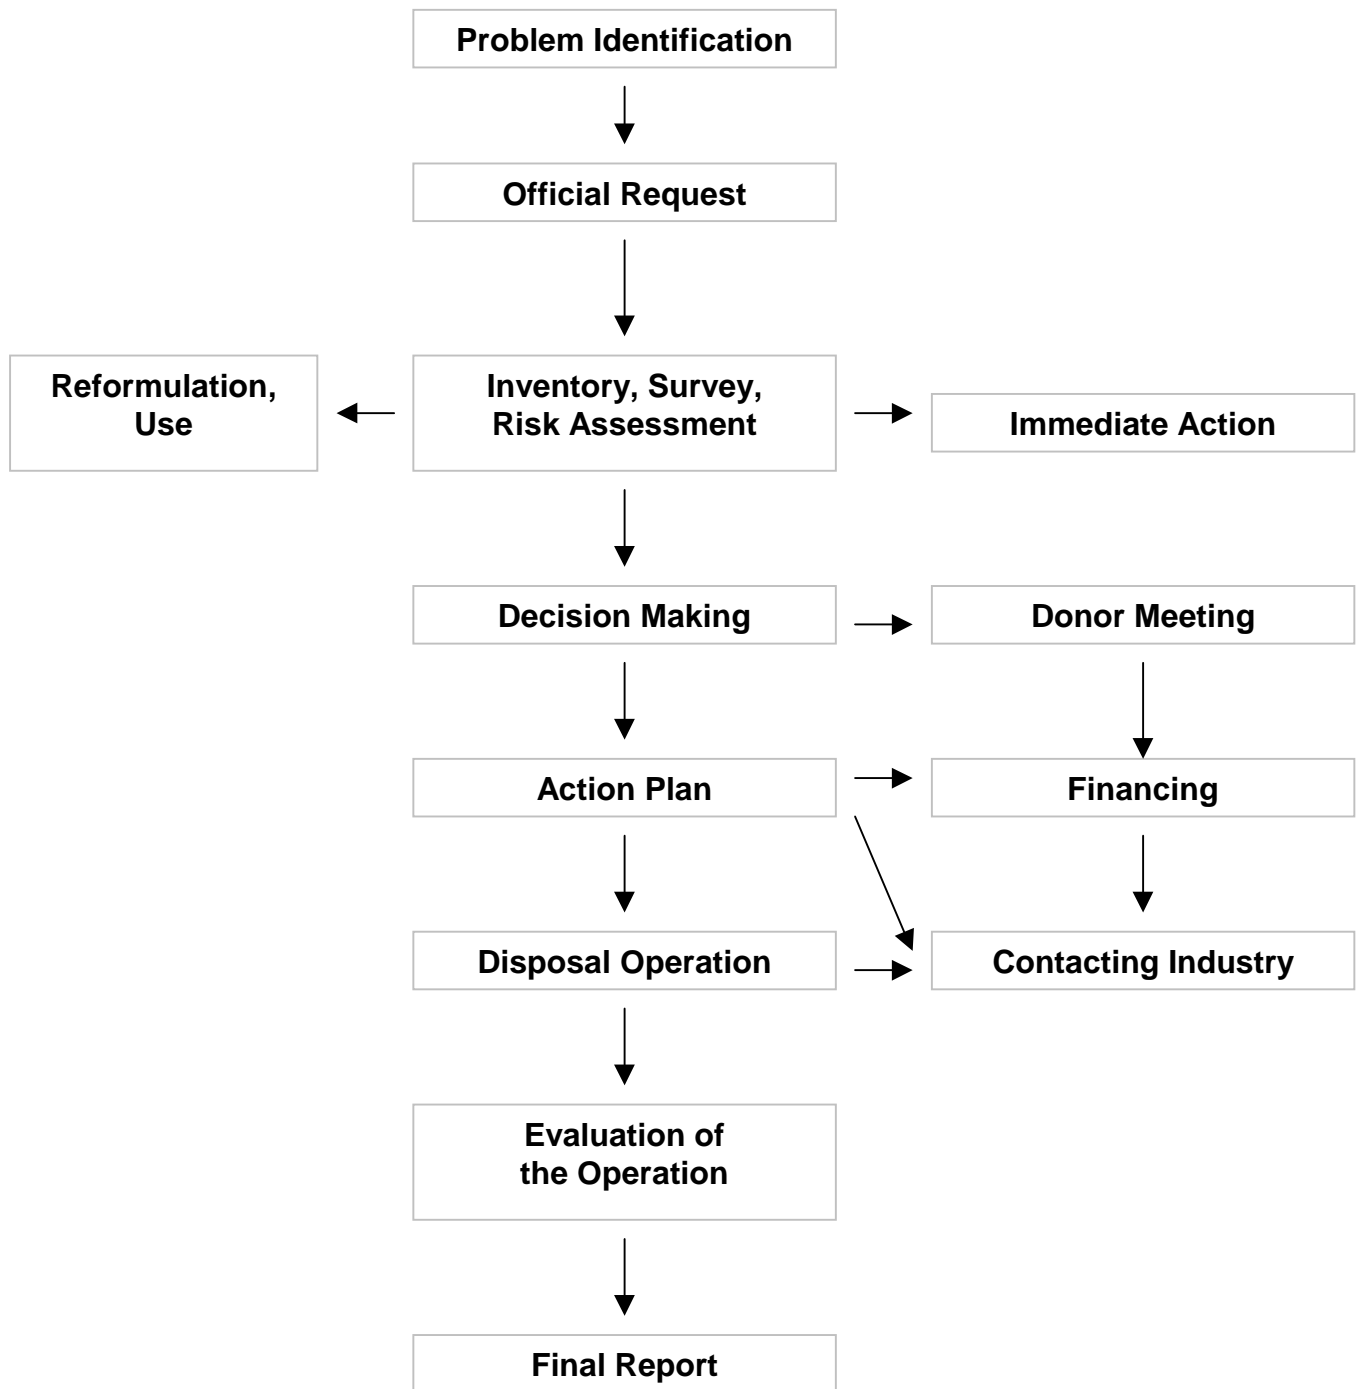 Problem Identification
Official Request
Reformulation,
Use
Inventory, Survey,
Risk Assessment
Immediate Action
Decision Making
Donor Meeting
Action Plan
Financing
Disposal Operation
Contacting Industry
Evaluation of
the Operation
Final Report